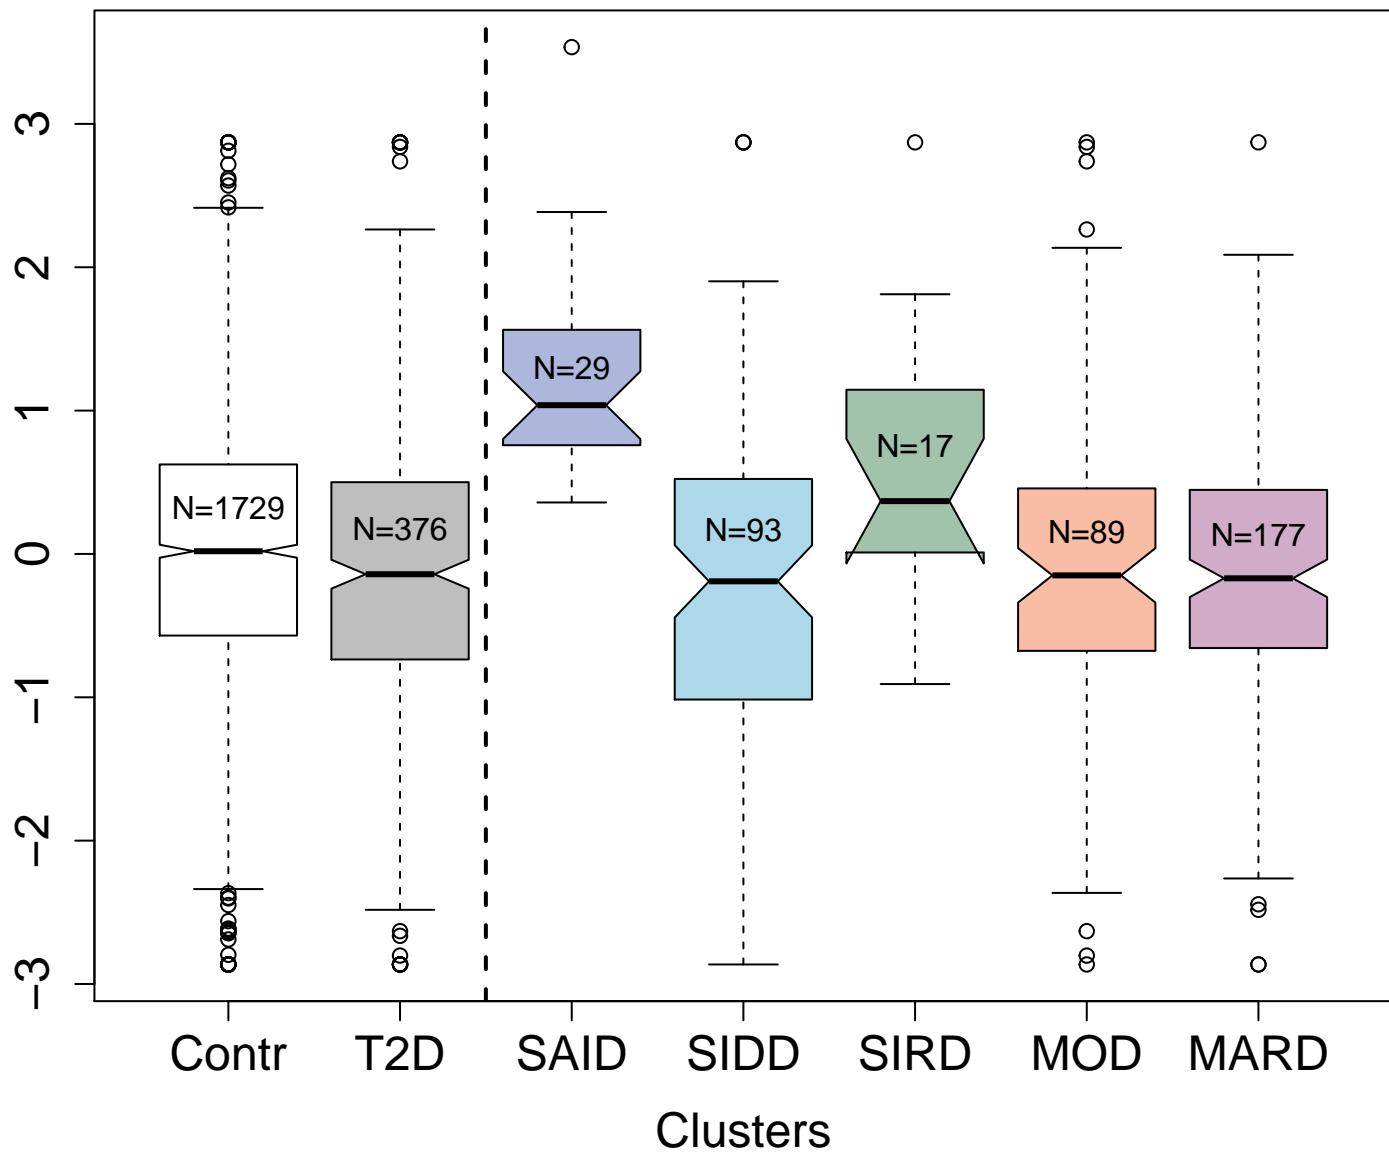 3
2
1
0
−1
−2
−3
N=1729
N=376
N=29
N=93
N=17
N=89
N=177
Contr T2D SAID SIDD SIRD MOD MARD
Clusters